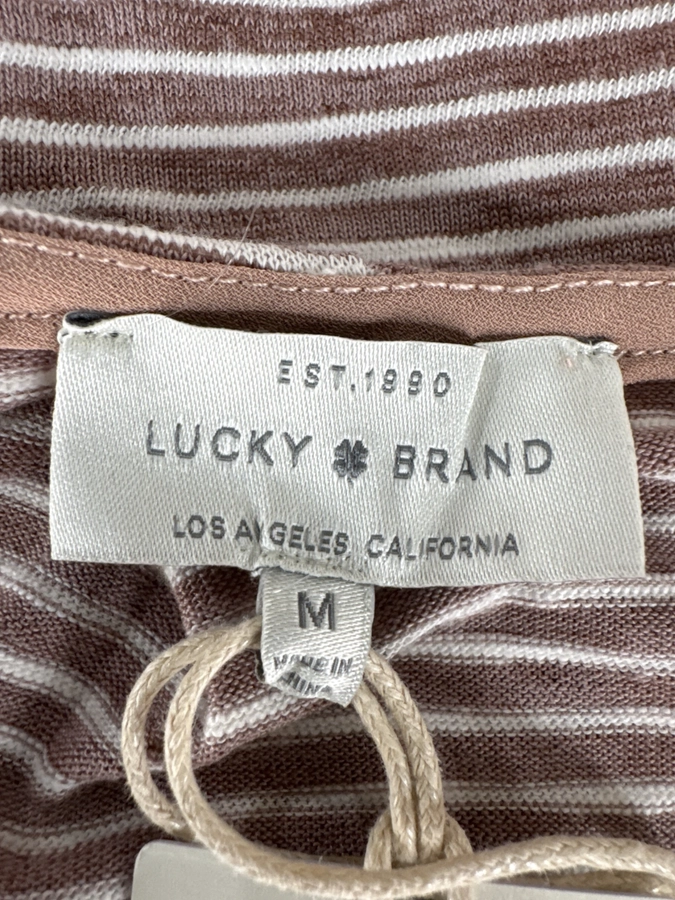 EST. 1990
LUCKY BRAND
LOS ANGELES, CALIFORNIA
M
MADE IN
CHINA